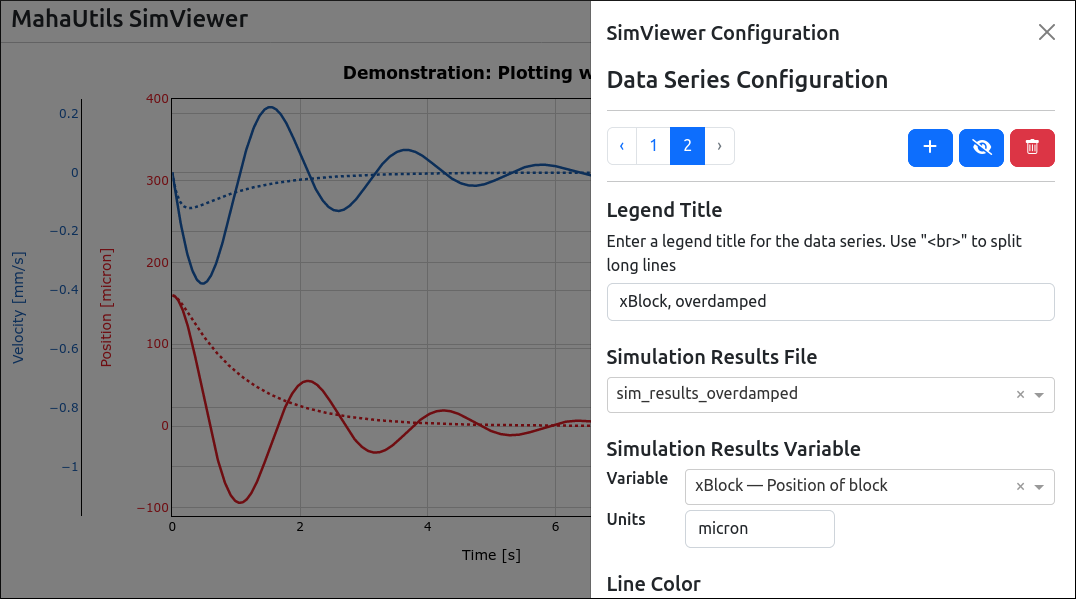 MahaUtils SimViewer
Demonstration: Plotting w
0.2
0
−0.2
−0.4
−0.6
−0.8
−1
Velocity [mm/s]
400
300
200
100
0
−100
Position [micron]
0
2
4
6
Time [s]
SimViewer Configuration
Data Series Configuration
‹ 1 2 ›
Legend Title
Enter a legend title for the data series. Use "<br>" to split
long lines
xBlock, overdamped
Simulation Results File
sim_results_overdamped
Simulation Results Variable
Variable
xBlock — Position of block
Units
micron
Line Color